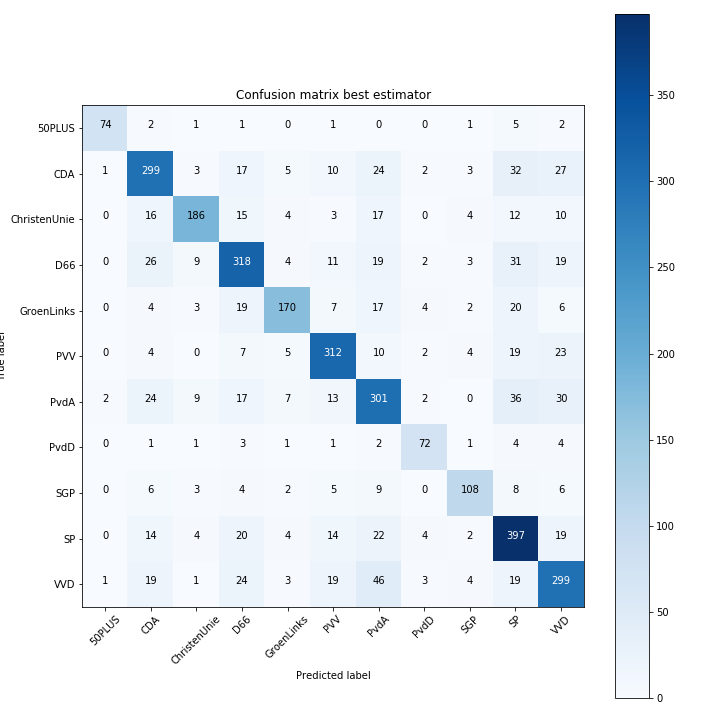 Confusion matrix best estimator
50PLUS 74 2 1 1 0 1 0 0 1 5 2
CDA 1 299 3 17 5 10 24 2 3 32 27
ChristenUnie 0 16 186 15 4 3 17 0 4 12 10
D66 0 26 9 318 4 11 19 2 3 31 19
GroenLinks 0 4 3 19 170 7 17 4 2 20 6
PVV 0 4 0 7 5 312 10 2 4 19 23
PvdA 2 24 9 17 7 13 301 2 0 36 30
PvdD 0 1 1 3 1 1 2 72 1 4 4
SGP 0 6 3 4 2 5 9 0 108 8 6
SP 0 14 4 20 4 14 22 4 2 397 19
VVD 1 19 1 24 3 19 46 3 4 19 299
50PLUS CDA ChristenUnie D66 GroenLinks PVV PvdA PvdD SGP SP VVD
Predicted label
350
300
250
200
150
100
50
0